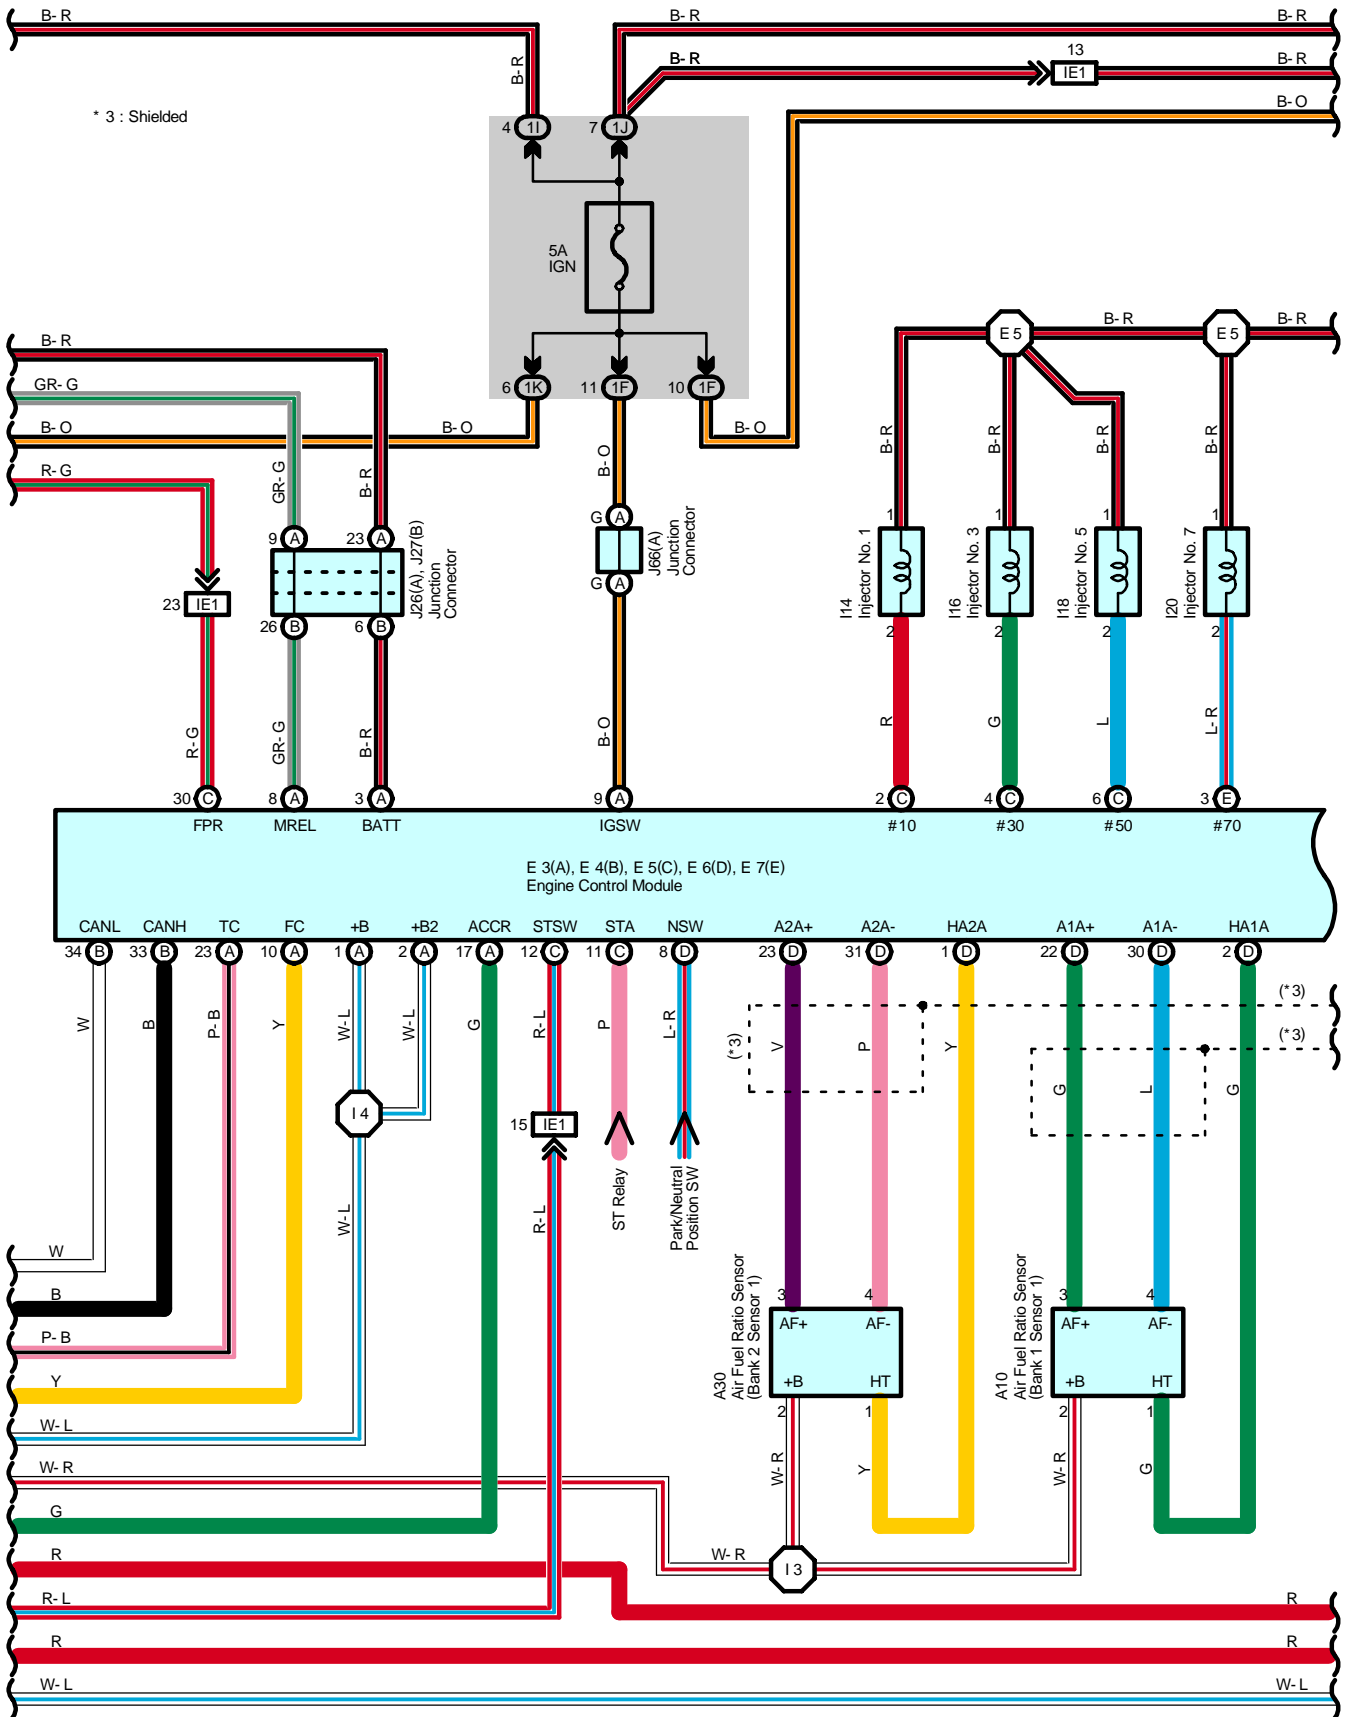 B- R
B- R
B- R
B- R
B- R
13
IE1
B- R
B- O
* 3 : Shielded
4 1I
7 1J
5A
IGN
6 1K
11 1F
10 1F
B- R
GR- G
B- O
B- O
R- G
B- O
E 5
B- R
E 5
B- R
GR- G
B- R
B- O
B- R
B- R
B- R
B- R
9 A
23 A
J26(A), J27(B)
Junction
Connector
26 B
6 B
23 IE1
G A
J66(A)
Junction
Connector
G A
1
I14
Injector No. 1
2
1
I16
Injector No. 3
2
1
I18
Injector No. 5
2
1
I20
Injector No. 7
2
R- G
GR- G
B- R
B- O
R
G
L
L- R
30 C
8 A
3 A
9 A
2 C
4 C
6 C
3 E
FPR
MREL
BATT
IGSW
#10
#30
#50
#70
E 3(A), E 4(B), E 5(C), E 6(D), E 7(E)
Engine Control Module
CANL
CANH
TC
FC
+B
+B2
ACCR
STSW
STA
NSW
A2A+
A2A-
HA2A
A1A+
A1A-
HA1A
34 B
33 B
23 A
10 A
1 A
2 A
17 A
12 C
11 C
8 D
23 D
31 D
1 D
22 D
30 D
2 D
W
B
P- B
Y
W- L
W- L
G
R- L
P
L- R
(*3)
V
P
Y
G
L
G
(*3)
(*3)
I 4
15 IE1
W- L
R- L
ST Relay
Park/Neutral
Position SW
W
B
P- B
Y
W- L
W- R
G
R
R- L
R
W- L
A30
Air Fuel Ratio Sensor
(Bank 2 Sensor 1)
3
4
AF+
AF-
+B
HT
2
1
A10
Air Fuel Ratio Sensor
(Bank 1 Sensor 1)
3
4
AF+
AF-
+B
HT
2
1
W- R
Y
W- R
G
W- R
I 3
R
R
W- L